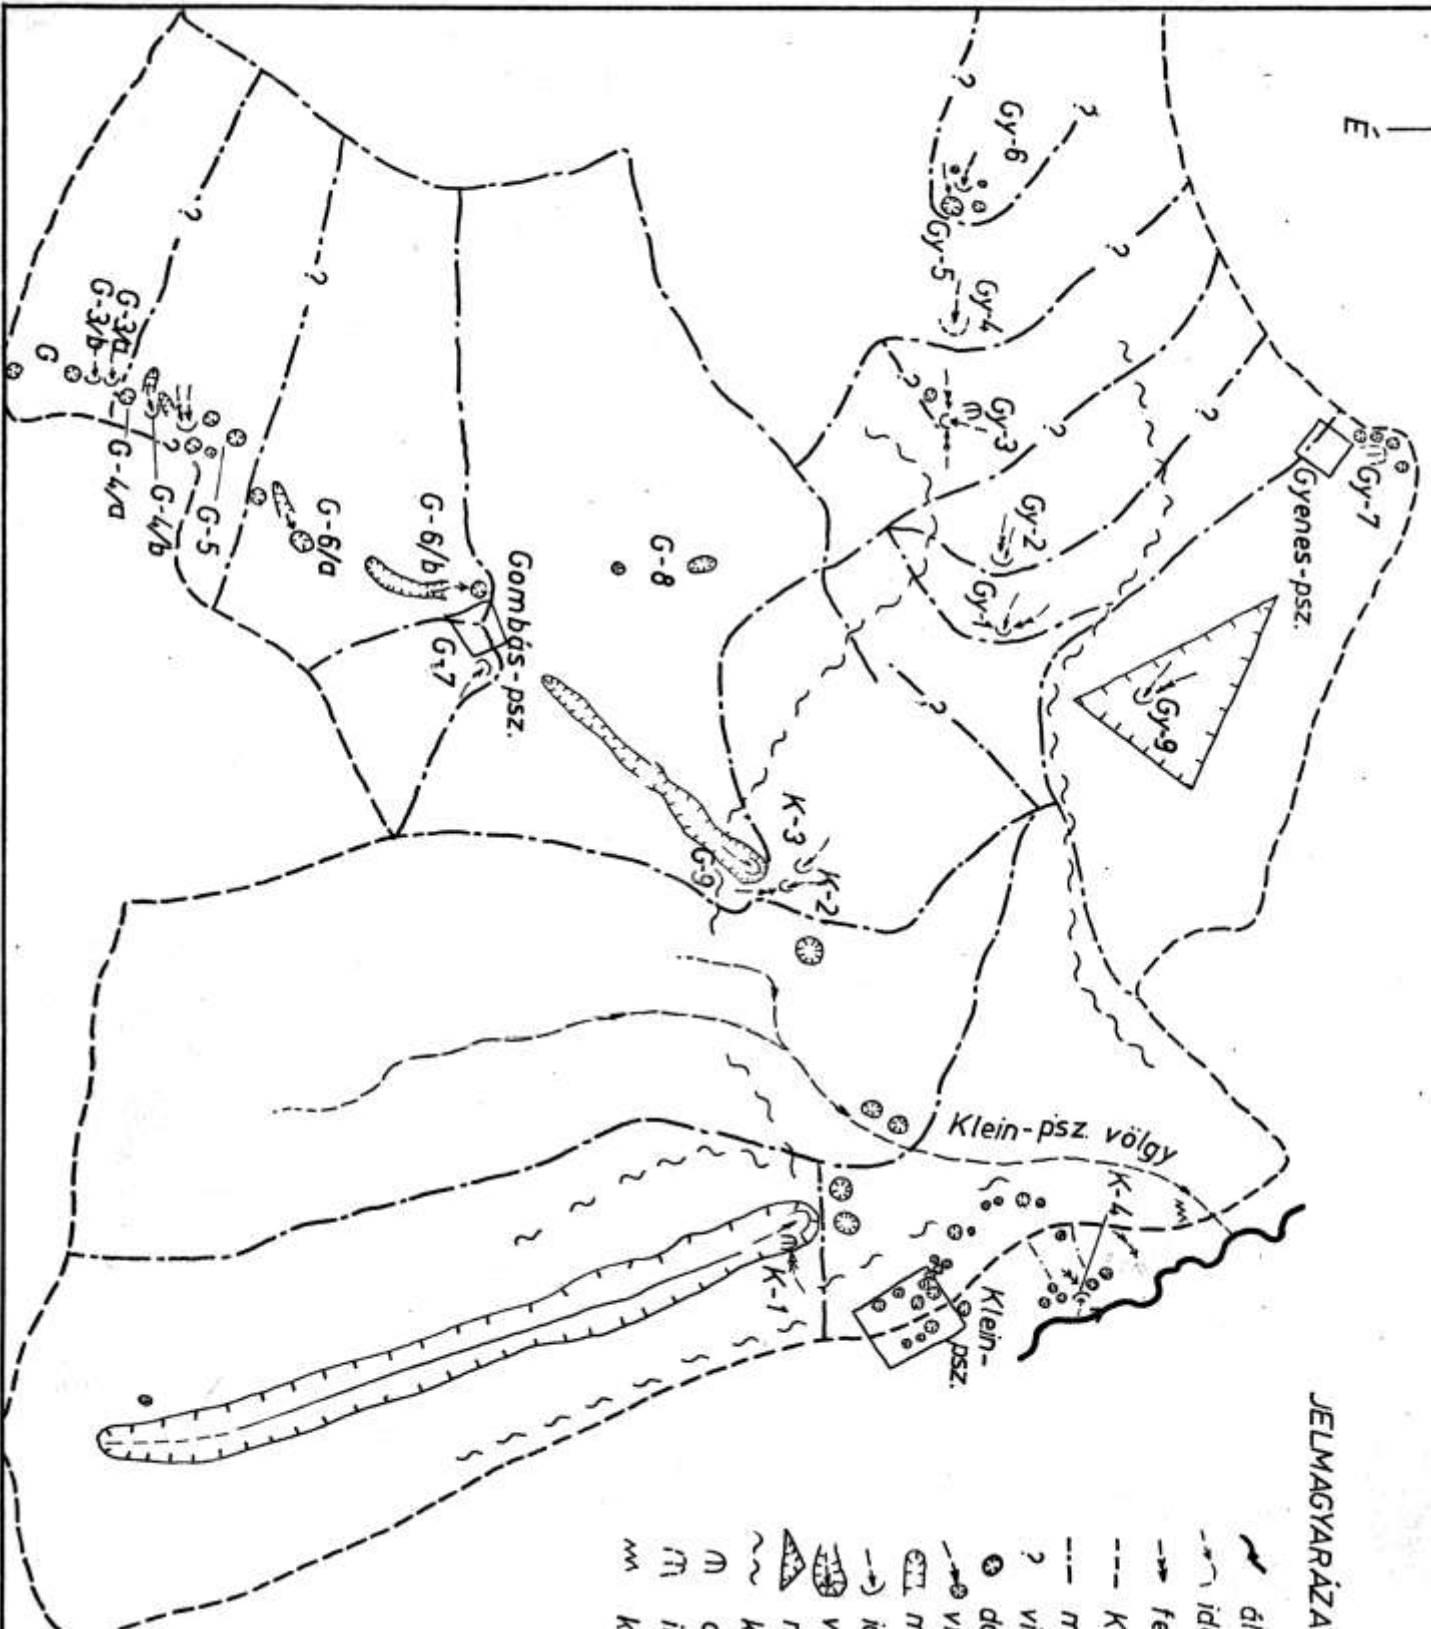 É
Gy-6
Gy-5
Gy-4
Gy-3
Gy-2
Gy-1
Gy-7
Gyenes-psz.
Gy-9
G
G-3/b
G-3/a
G-4/a
G-4/b
G-5
G-6/a
G-6/b
G-7
G-8
Gombás-psz.
G-9
K-3
K-2
Klein-psz. völgy
K-4
K-1
Klein-
psz.
?
?
?
?
?
?
?
?
?
?
?
JELMAGYARÁZA
?